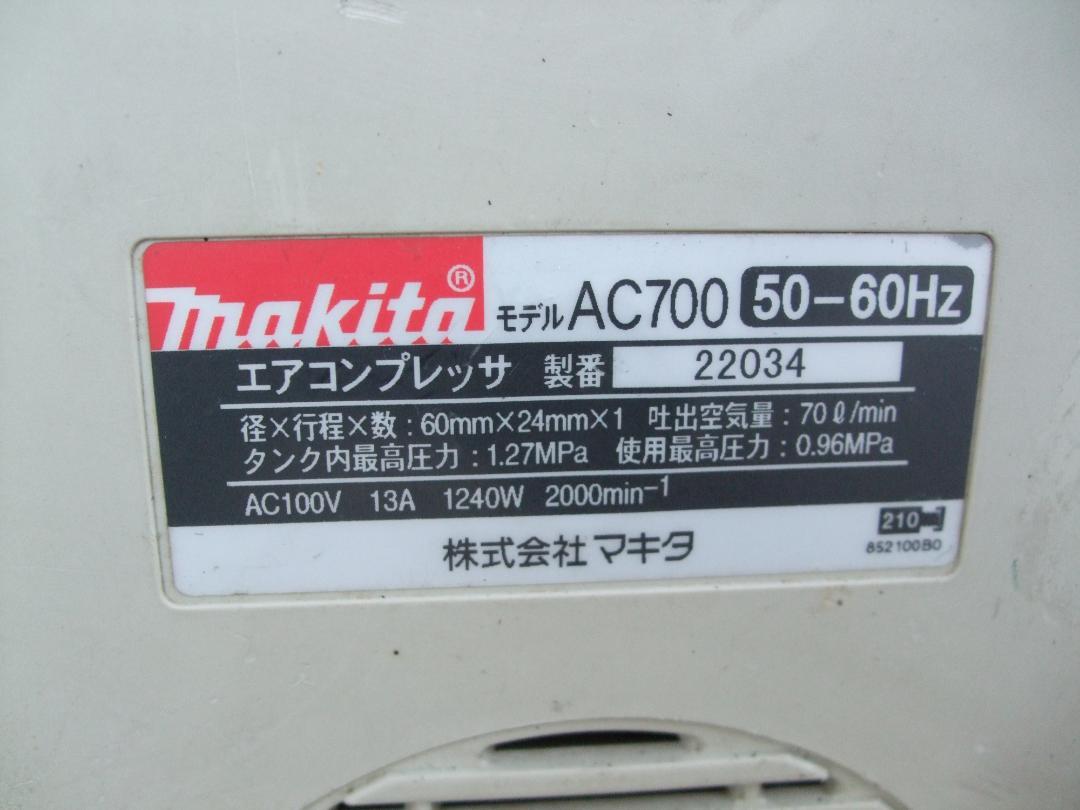 makita® モデル AC700 50-60Hz
エアコンプレッサ 製番 22034
径×行程×数:60mm×24mm×1 吐出空気量:70ℓ/min
タンク内最高圧力:1.27MPa 使用最高圧力:0.96MPa
AC100V 13A 1240W 2000min⁻¹
株式会社マキタ
210
852100B0